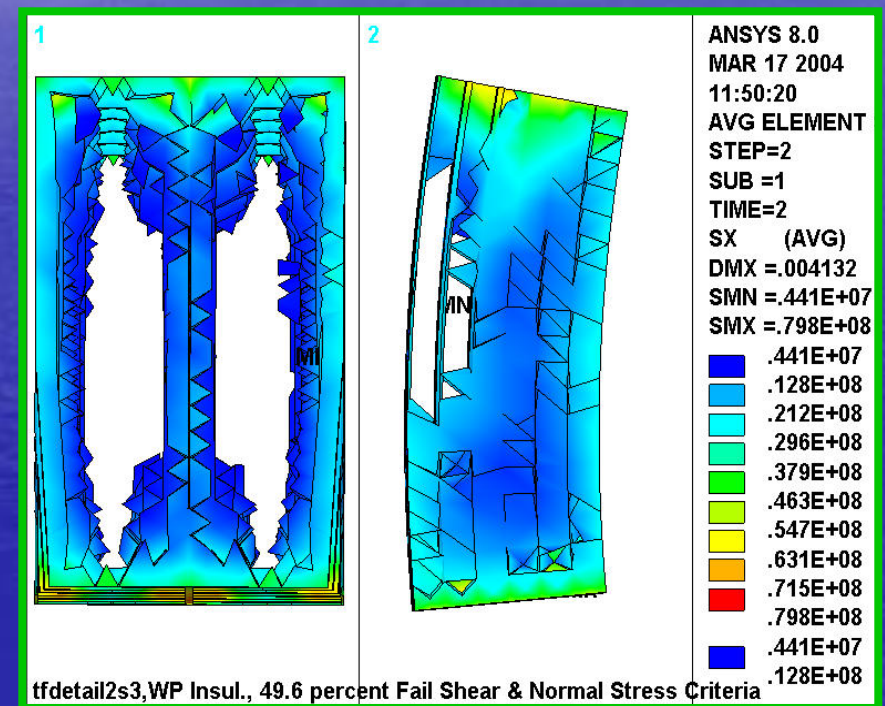 1
2
ANSYS 8.0
MAR 17 2004
11:50:20
AVG ELEMENT
STEP=2
SUB =1
TIME=2
SX (AVG)
DMX =.004132
SMN =.441E+07
SMX =.798E+08
.441E+07
.128E+08
.212E+08
.296E+08
.379E+08
.463E+08
.547E+08
.631E+08
.715E+08
.798E+08
.441E+07
.128E+08
MN
tfdetail2s3,WP Insul., 49.6 percent Fail Shear & Normal Stress Criteria